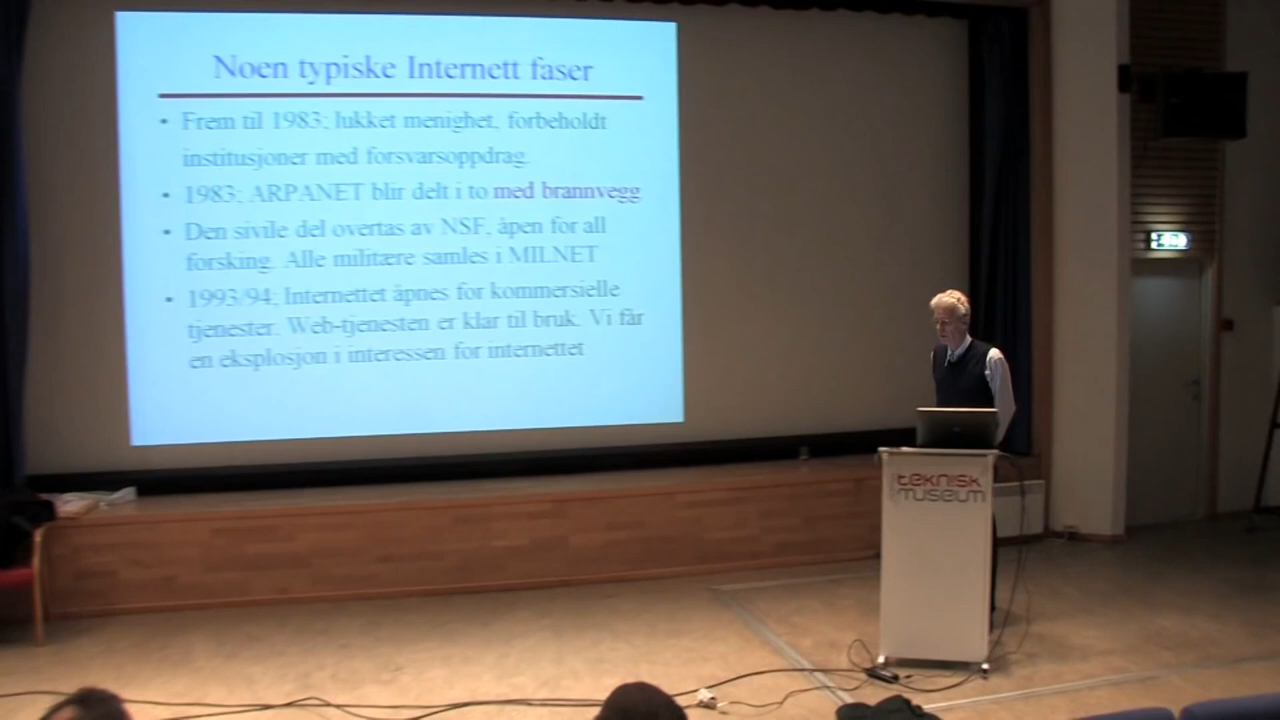 Noen typiske Internett faser
• Frem til 1983; lukket menighet, forbeholdt
institusjoner med forsvarsoppdrag.
• 1983; ARPANET blir delt i to med brannvegg
• Den sivile del overtas av NSF, åpen for all
forsking. Alle militære samles i MILNET
• 1993/94; Internettet åpnes for kommersielle
tjenester. Web-tjenesten er klar til bruk. Vi får
en eksplosjon i interessen for internettet
teknisk
museum